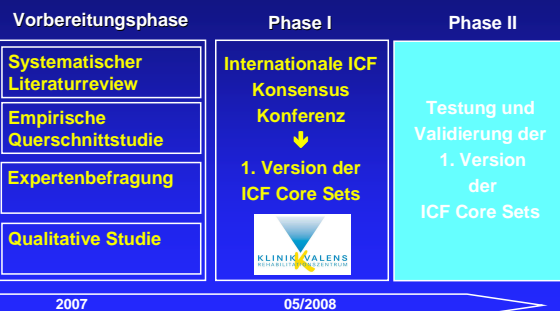 Vorbereitungsphase
Systematischer
Literaturreview
Empirische
Querschnittstudie
Expertenbefragung
Qualitative Studie
Phase I
Internationale ICF
Konsensus
Konferenz
1. Version der
ICF Core Sets
KLINIK VALENS
REHABILITATIONSZENTRUM
Phase II
Testung und
Validierung der
1. Version
der
ICF Core Sets
2007
05/2008